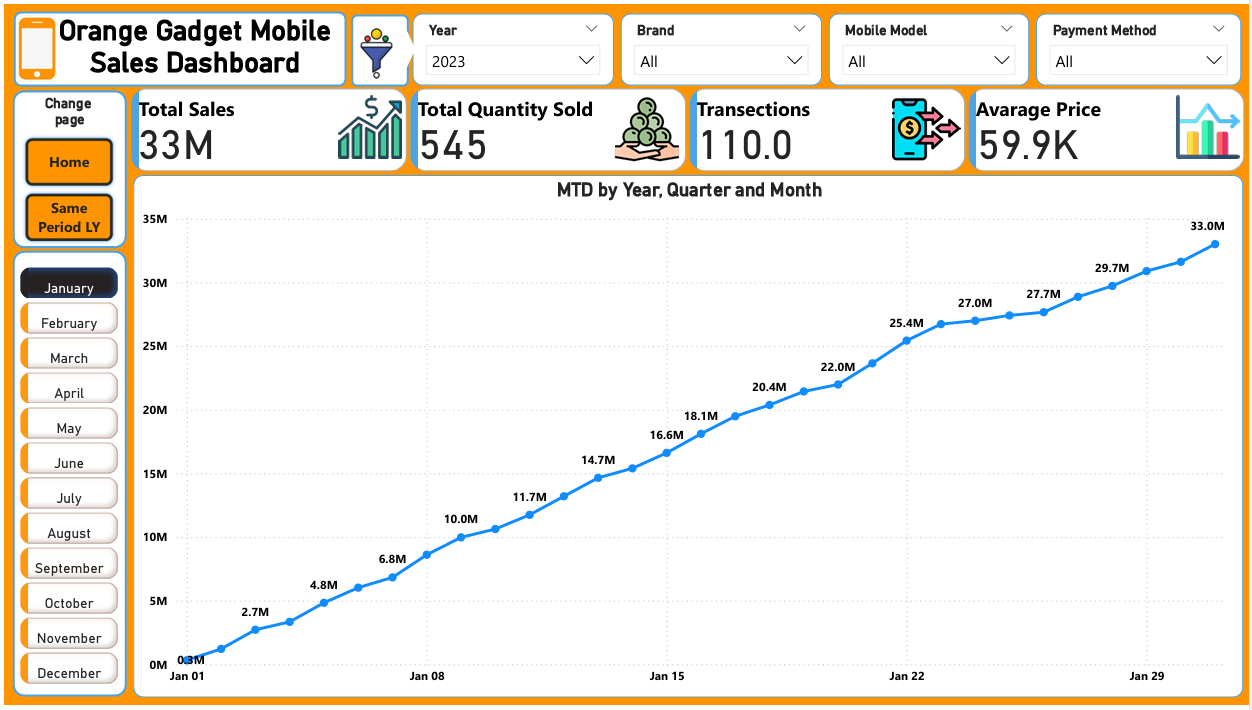 Orange Gadget Mobile
Sales Dashboard
Year
2023
Brand
All
Mobile Model
All
Payment Method
All
Change
page
Home
Same
Period LY
January
February
March
April
May
June
July
August
September
October
November
December
Total Sales
33M
$
Total Quantity Sold
545
Transections
110.0
$
Avarage Price
59.9K
MTD by Year, Quarter and Month
35M
30M
25M
20M
15M
10M
5M
0M
0.3M
2.7M
4.8M
6.8M
10.0M
11.7M
14.7M
16.6M
18.1M
20.4M
22.0M
25.4M
27.0M
27.7M
29.7M
33.0M
Jan 01
Jan 08
Jan 15
Jan 22
Jan 29